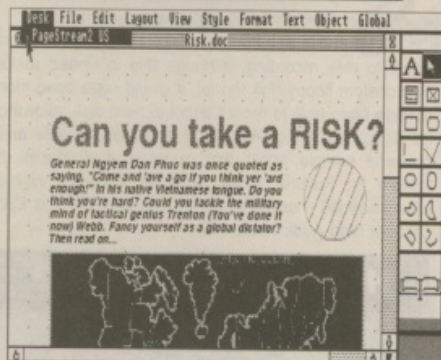 Desk File Edit Layout View Style Format Text Object Global
PageStream2 US
Risk.doc
A
Can you take a RISK?
General Ngyem Dan Phuc was once quoted as
saying, "Come and 'ave a go if you think yer 'ard
enough!" in his native Vietnamese tongue. Do you
think you're hard? Could you tackle the military
mind of tactical genius Trenton (You've done it
now) Webb. Fancy yourself as a global dictator?
Then read on...